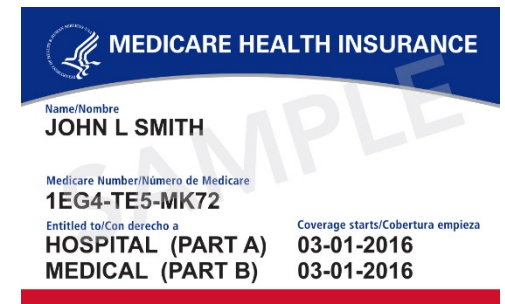 MEDICARE HEALTH INSURANCE
Name/Nombre
JOHN L SMITH
Medicare Number/Número de Medicare
1EG4-TE5-MK72
Entitled to/Con derecho a
HOSPITAL (PART A)
MEDICAL (PART B)
Coverage starts/Cobertura empieza
03-01-2016
03-01-2016
SAMPLE